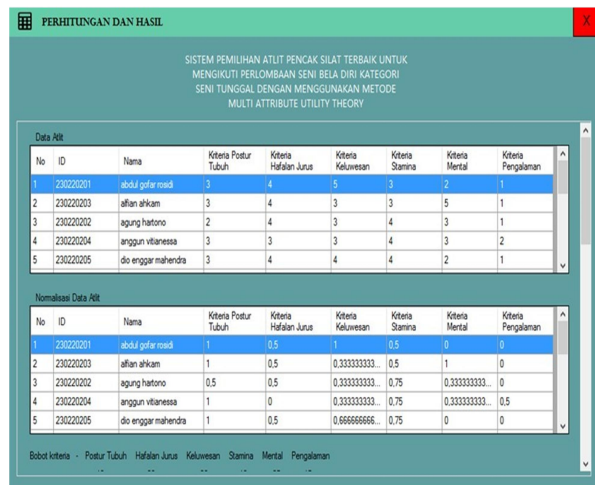 PERHITUNGAN DAN HASIL X
SISTEM PEMILIHAN ATLIT PENCAK SILAT TERBAIK UNTUK
MENGIKUTI PERLOMBAAN SENI BELA DIRI KATEGORI
SENI TUNGGAL DENGAN MENGGUNAKAN METODE
MULTI ATTRIBUTE UTILITY THEORY
Data Atlit
No ID Nama Kriteria Postur Tubuh Kriteria Hafalan Jurus Kriteria Keluwesan Kriteria Stamina Kriteria Mental Kriteria Pengalaman
1 230220201 abdul gofar rosidi 3 4 5 3 2 1
2 230220203 alfian ahkam 3 4 3 3 5 1
3 230220202 agung hartono 2 4 3 4 3 1
4 230220204 anggun vitianessa 3 3 3 4 3 2
5 230220205 dio enggar mahendra 3 4 4 4 2 1
Normalisasi Data Atlit
No ID Nama Kriteria Postur Tubuh Kriteria Hafalan Jurus Kriteria Keluwesan Kriteria Stamina Kriteria Mental Kriteria Pengalaman
1 230220201 abdul gofar rosidi 1 0,5 1 0,5 0 0
2 230220203 alfian ahkam 1 0,5 0,333333333... 0,5 1 0
3 230220202 agung hartono 0,5 0,5 0,333333333... 0,75 0,333333333... 0
4 230220204 anggun vitianessa 1 0 0,333333333... 0,75 0,333333333... 0,5
5 230220205 dio enggar mahendra 1 0,5 0,666666666... 0,75 0 0
Bobot kriteria - Postur Tubuh Hafalan Jurus Keluwesan Stamina Mental Pengalaman